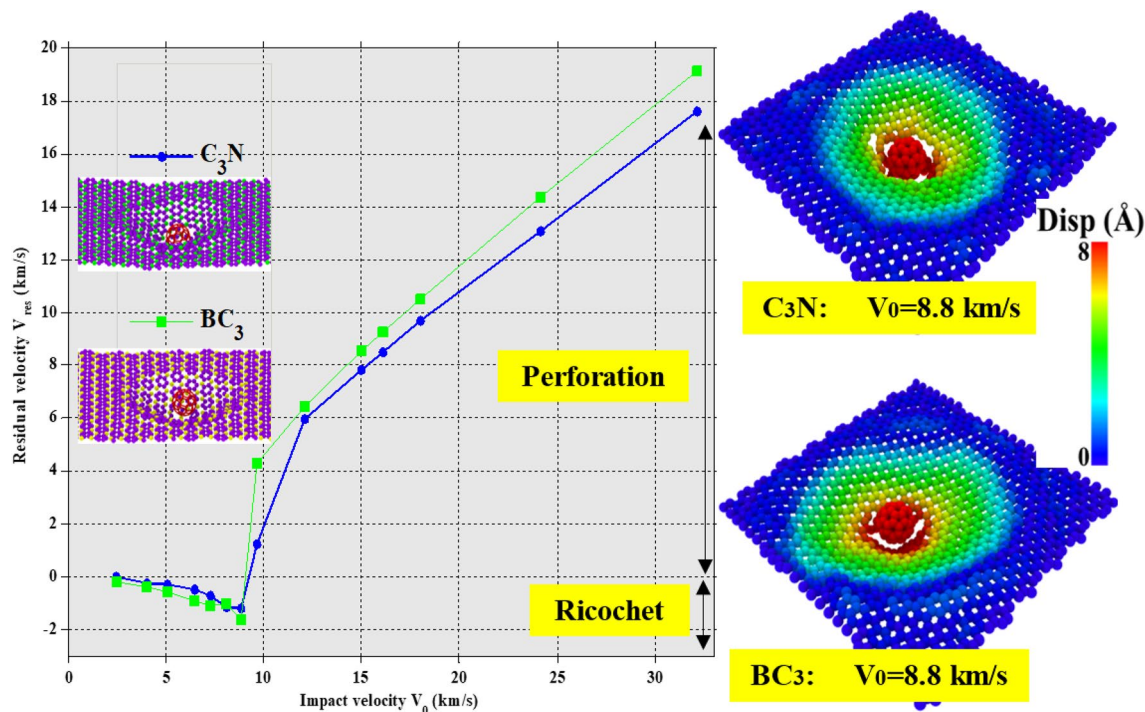 20
18
16
14
12
10
8
6
4
2
0
-2
Residual velocity V_res (km/s)
C₃N
BC₃
Perforation
Ricochet
0
5
10
15
20
25
30
Impact velocity V₀ (km/s)
Disp (Å)
8
0
C₃N: V₀=8.8 km/s
BC₃: V₀=8.8 km/s